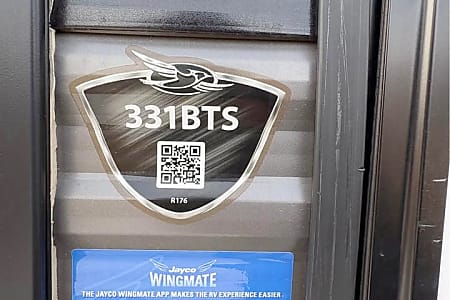 331BTS
R176
Jayco
WINGMATE
THE JAYCO WINGMATE APP MAKES THE RV EXPERIENCE EASIER